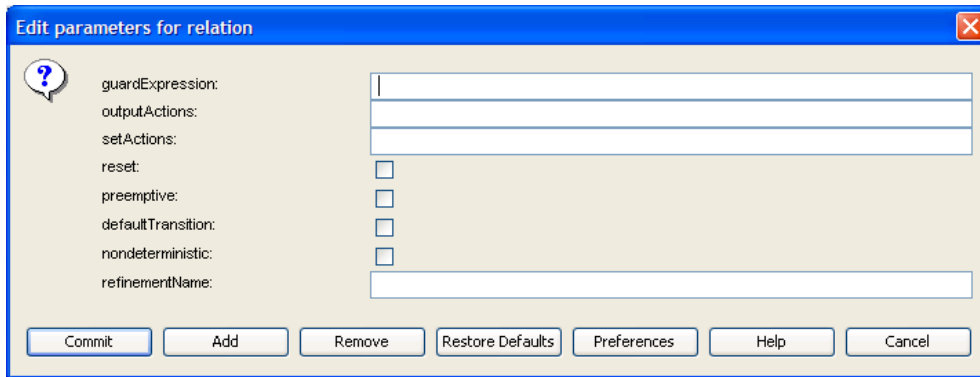 Edit parameters for relation
guardExpression:
outputActions:
setActions:
reset:
preemptive:
defaultTransition:
nondeterministic:
refinementName:
Commit Add Remove Restore Defaults Preferences Help Cancel